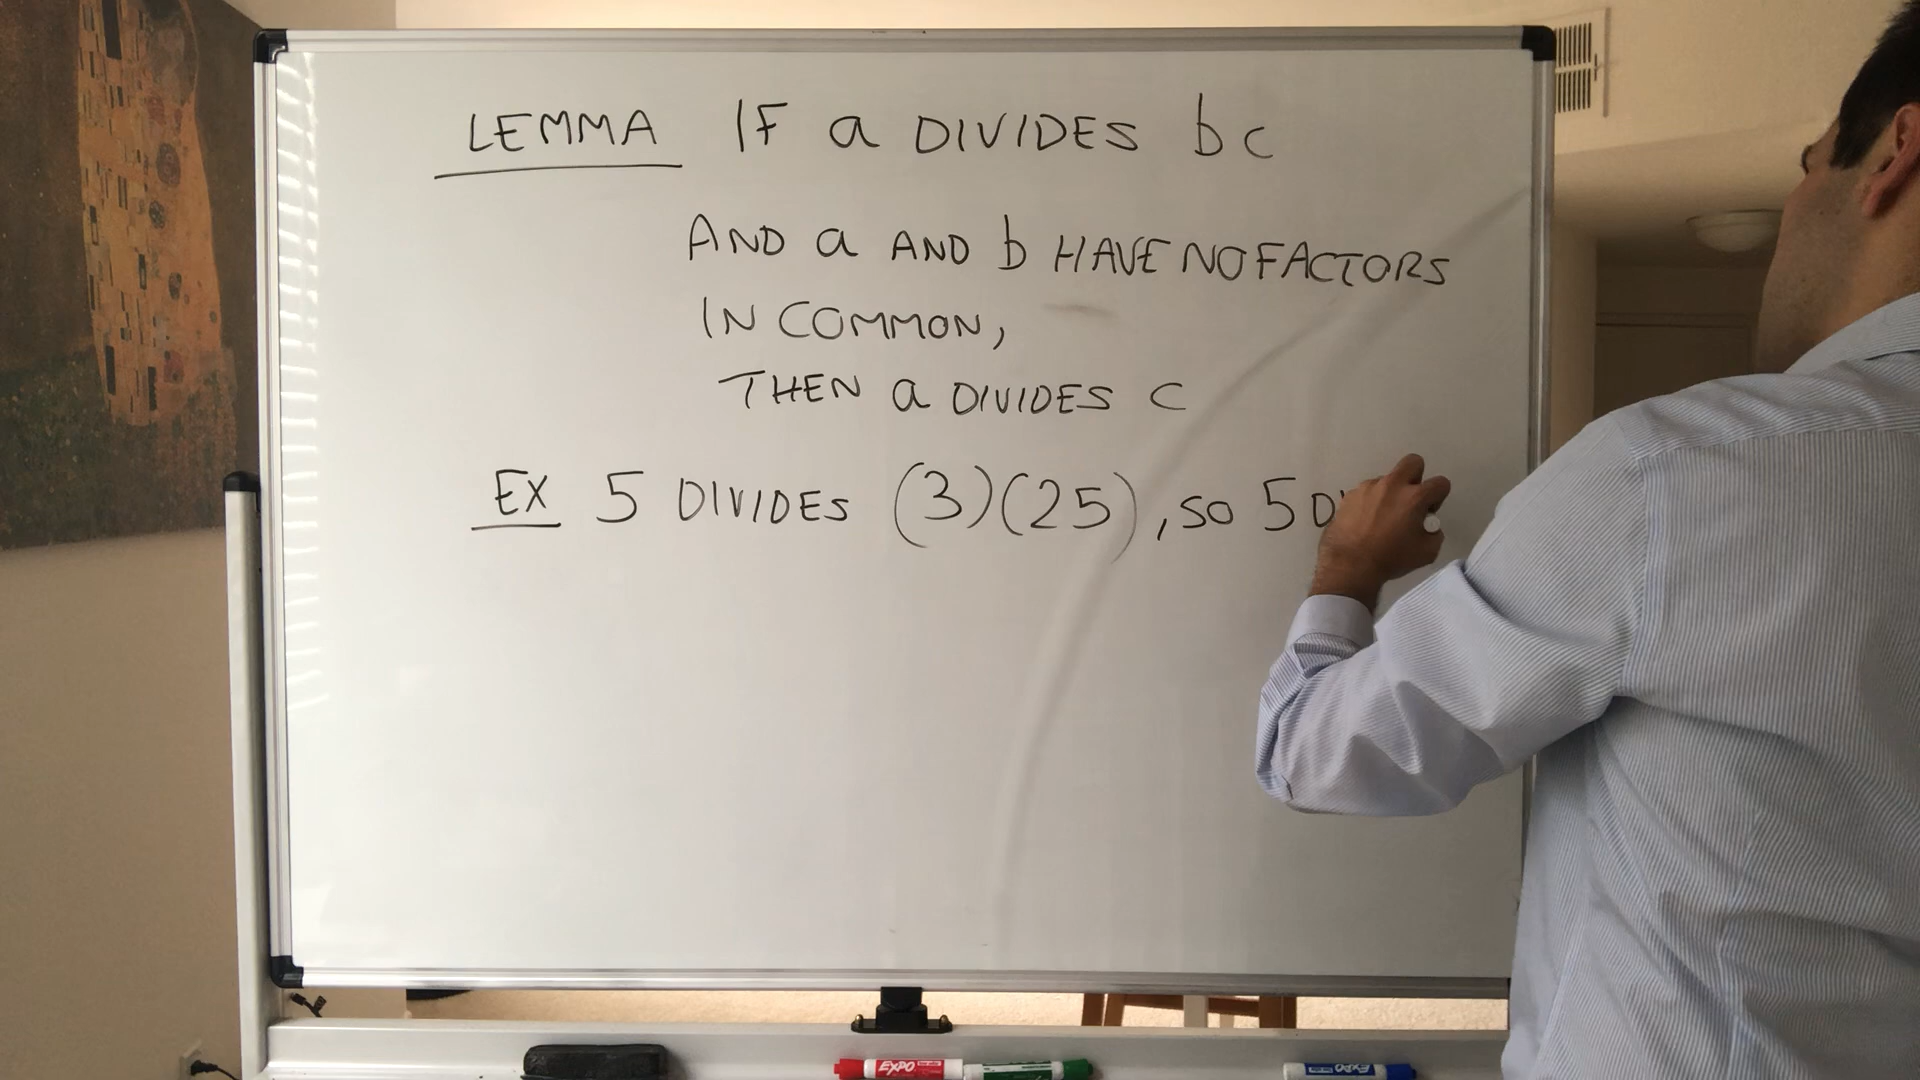 LEMMA IF a DIVIDES bc
AND a AND b HAVE NO FACTORS
IN COMMON,
THEN a DIVIDES c
EX 5 DIVIDES (3)(25), SO 5
EXPO
EXPO